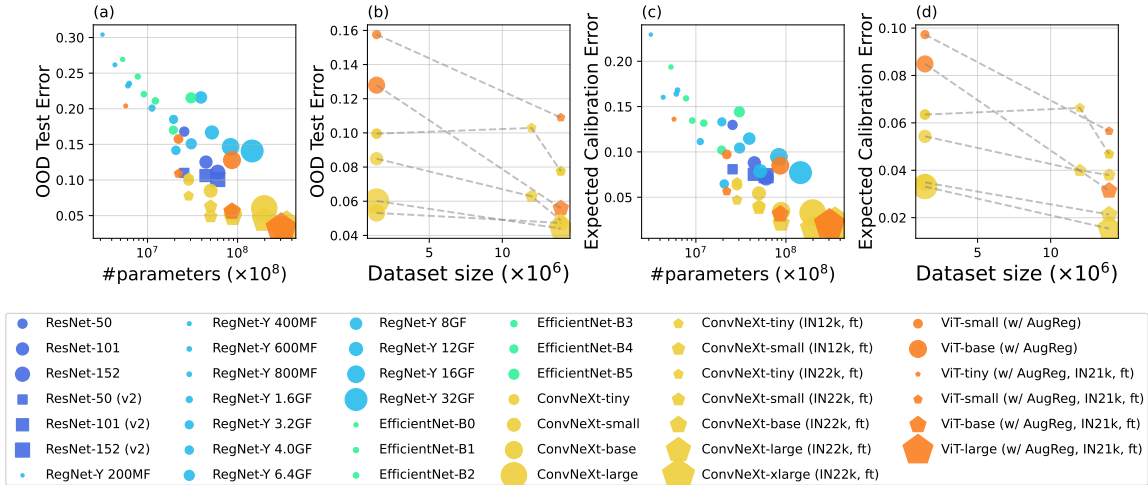 (a)
(b)
(c)
(d)
OOD Test Error
0.30
0.25
0.20
0.15
0.10
0.05
10⁷
10⁸
#parameters (×10⁸)
OOD Test Error
0.16
0.14
0.12
0.10
0.08
0.06
0.04
5
10
Dataset size (×10⁶)
Expected Calibration Error
0.20
0.15
0.10
0.05
10⁷
10⁸
#parameters (×10⁸)
Expected Calibration Error
0.10
0.08
0.06
0.04
0.02
5
10
Dataset size (×10⁶)
ResNet-50
ResNet-101
ResNet-152
ResNet-50 (v2)
ResNet-101 (v2)
ResNet-152 (v2)
RegNet-Y 200MF
RegNet-Y 400MF
RegNet-Y 600MF
RegNet-Y 800MF
RegNet-Y 1.6GF
RegNet-Y 3.2GF
RegNet-Y 4.0GF
RegNet-Y 6.4GF
RegNet-Y 8GF
RegNet-Y 12GF
RegNet-Y 16GF
RegNet-Y 32GF
EfficientNet-B0
EfficientNet-B1
EfficientNet-B2
EfficientNet-B3
EfficientNet-B4
EfficientNet-B5
ConvNeXt-tiny
ConvNeXt-small
ConvNeXt-base
ConvNeXt-large
ConvNeXt-tiny (IN12k, ft)
ConvNeXt-small (IN12k, ft)
ConvNeXt-tiny (IN22k, ft)
ConvNeXt-small (IN22k, ft)
ConvNeXt-base (IN22k, ft)
ConvNeXt-large (IN22k, ft)
ConvNeXt-xlarge (IN22k, ft)
ViT-small (w/ AugReg)
ViT-base (w/ AugReg)
ViT-tiny (w/ AugReg, IN21k, ft)
ViT-small (w/ AugReg, IN21k, ft)
ViT-base (w/ AugReg, IN21k, ft)
ViT-large (w/ AugReg, IN21k, ft)